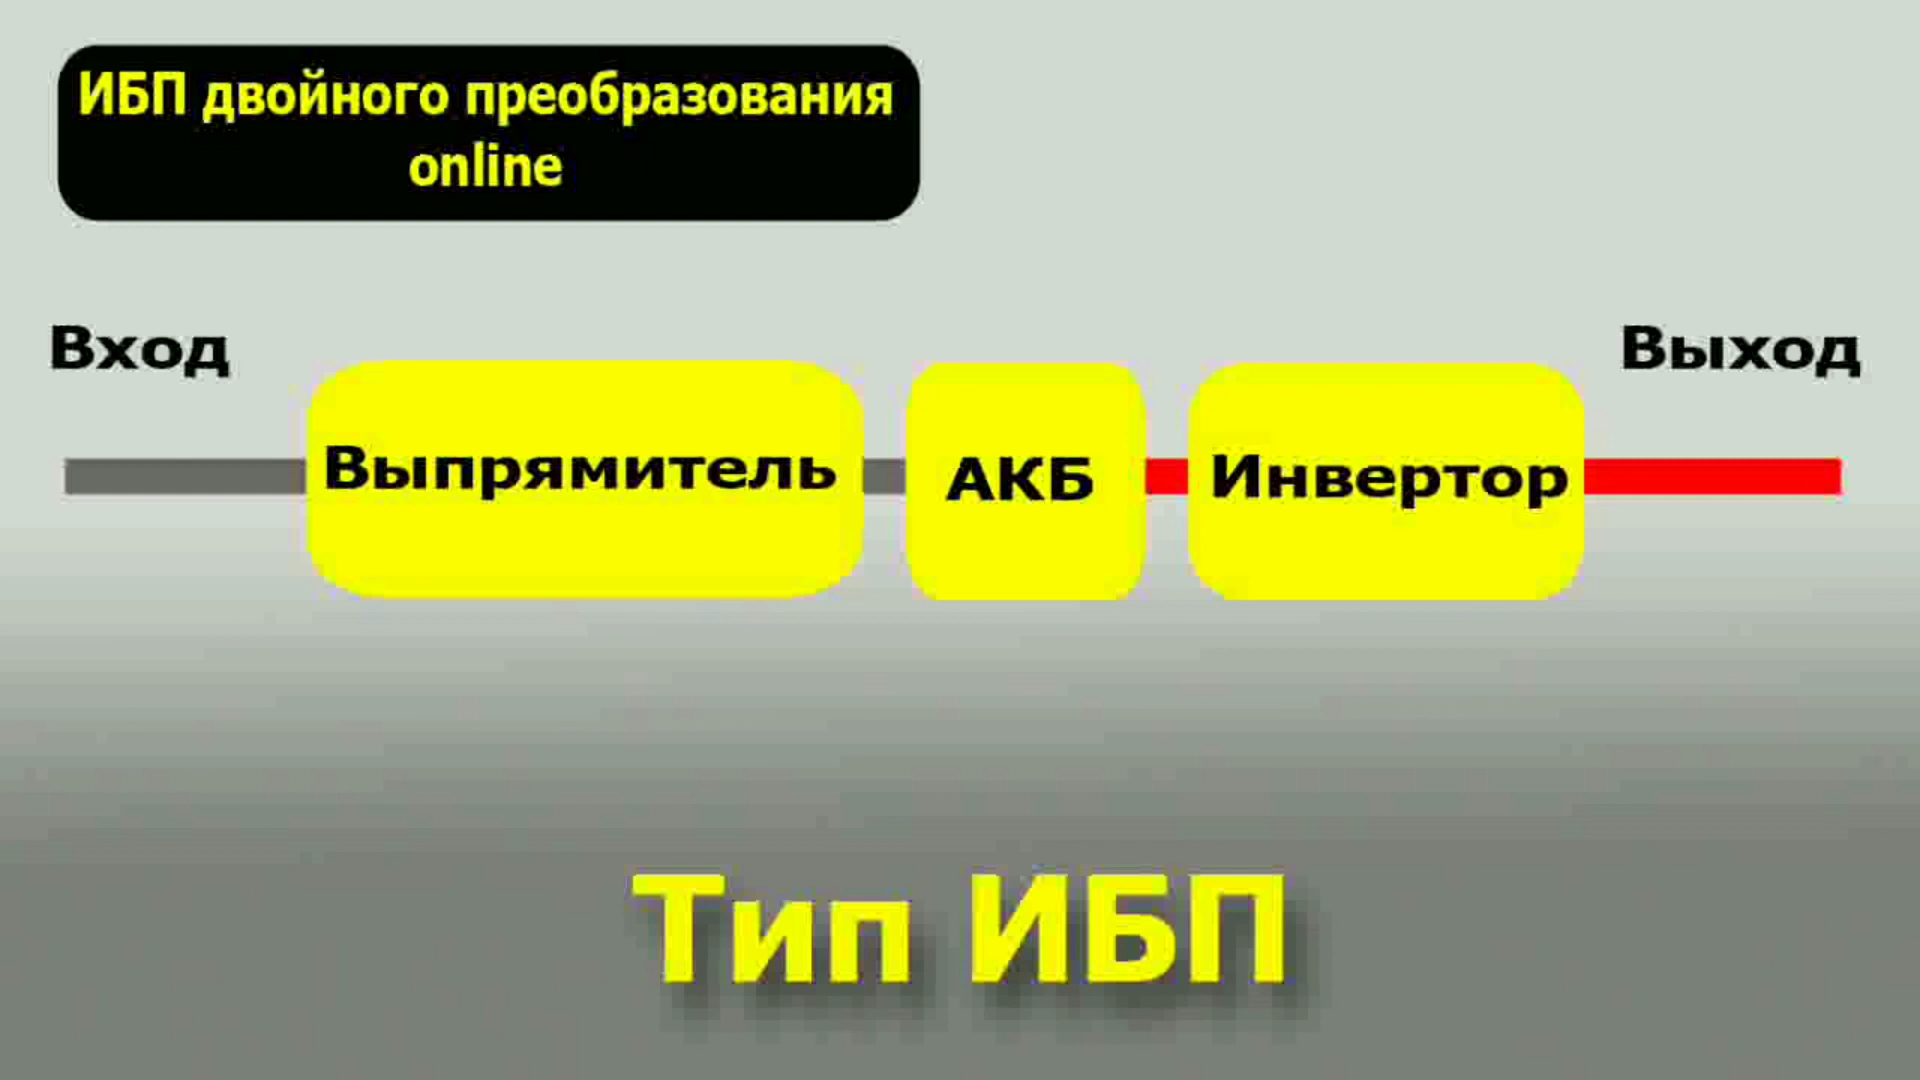 ИБП двойного преобразования
online
Вход
Выход
Выпрямитель
АКБ
Инвертор
Тип ИБП